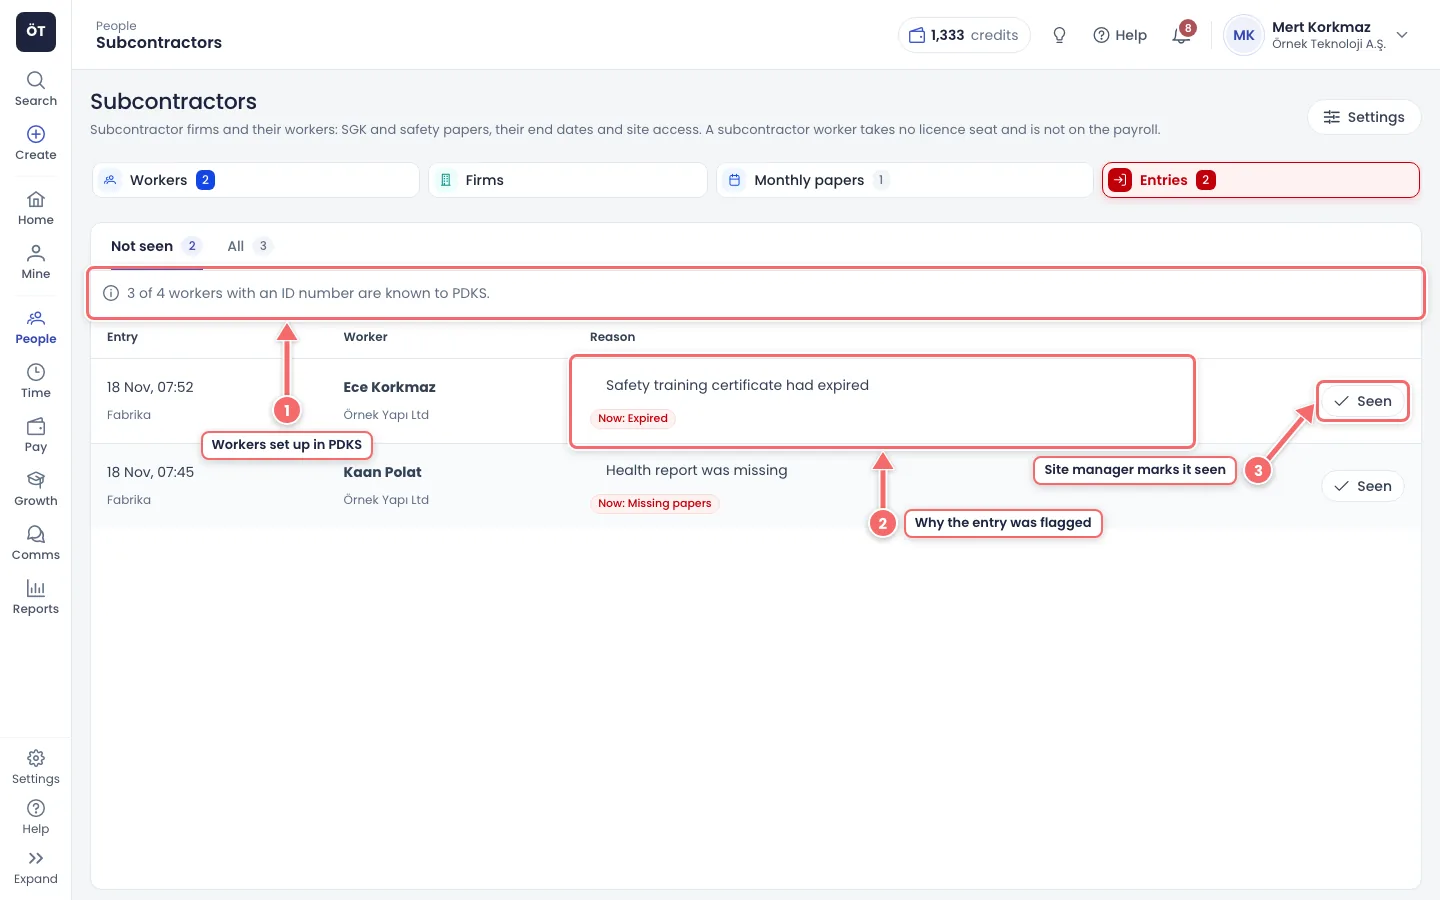 ÖT
Search
Create
Home
Mine
People
Time
Pay
Growth
Comms
Reports
Settings
Help
Expand
People
Subcontractors
1,333 credits
Help
8
MK
Mert Korkmaz
Örnek Teknoloji A.Ş.
Subcontractors
Subcontractor firms and their workers: SGK and safety papers, their end dates and site access. A subcontractor worker takes no licence seat and is not on the payroll.
Settings
Workers 2
Firms
Monthly papers 1
Entries 2
Not seen 2
All 3
3 of 4 workers with an ID number are known to PDKS.
Entry
Worker
Reason
18 Nov, 07:52
Fabrika
Ece Korkmaz
Örnek Yapı Ltd
Safety training certificate had expired
Now: Expired
Seen
1
Workers set up in PDKS
18 Nov, 07:45
Fabrika
Kaan Polat
Örnek Yapı Ltd
Health report was missing
Now: Missing papers
Seen
2
Why the entry was flagged
Site manager marks it seen
3